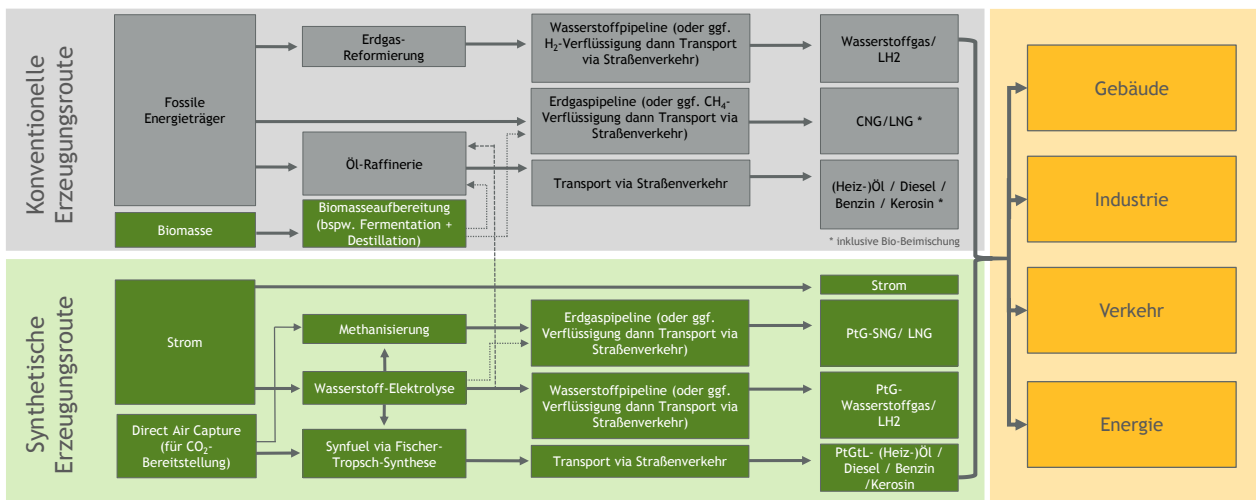 Konventionelle
Erzeugungsroute
Fossile
Energieträger
Biomasse
Erdgas-
Reformierung
Öl-Raffinerie
Biomasseaufbereitung
(bspw. Fermentation +
Destillation)
Wasserstoffpipeline (oder ggf.
H₂-Verflüssigung dann Transport
via Straßenverkehr)
Erdgaspipeline (oder ggf. CH₄-
Verflüssigung dann Transport via
Straßenverkehr)
Transport via Straßenverkehr
Wasserstoffgas/
LH2
CNG/LNG *
(Heiz-)Öl / Diesel /
Benzin / Kerosin *
* inklusive Bio-Beimischung
Synthetische
Erzeugungsroute
Strom
Direct Air Capture
(für CO₂-
Bereitstellung)
Methanisierung
Wasserstoff-Elektrolyse
Synfuel via Fischer-
Tropsch-Synthese
Erdgaspipeline (oder ggf.
Verflüssigung dann Transport via
Straßenverkehr)
Wasserstoffpipeline (oder ggf.
Verflüssigung dann Transport via
Straßenverkehr)
Transport via Straßenverkehr
Strom
PtG-SNG/ LNG
PtG-
Wasserstoffgas/
LH2
PtGtL- (Heiz-)Öl /
Diesel / Benzin
/Kerosin
Gebäude
Industrie
Verkehr
Energie